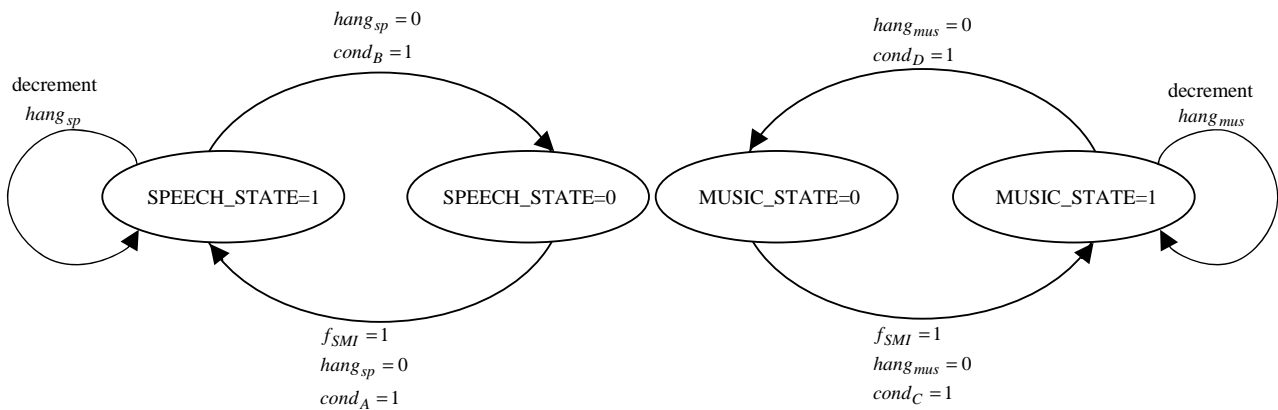 hang_sp = 0
cond_B = 1
decrement
hang_sp
SPEECH_STATE=1
SPEECH_STATE=0
f_SMI = 1
hang_sp = 0
cond_A = 1
hang_mus = 0
cond_D = 1
decrement
hang_mus
MUSIC_STATE=0
MUSIC_STATE=1
f_SMI = 1
hang_mus = 0
cond_C = 1